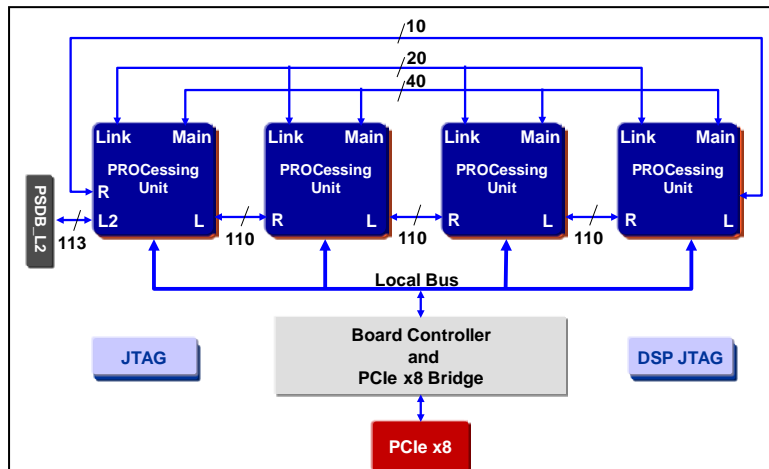 10
20
40
Link Main
PROCessing
Unit
R
L2 L
Link Main
PROCessing
Unit
R L
Link Main
PROCessing
Unit
R L
Link Main
PROCessing
Unit
R L
PSDB_L2
113
110
110
110
Local Bus
Board Controller
and
PCIe x8 Bridge
JTAG
DSP JTAG
PCIe x8